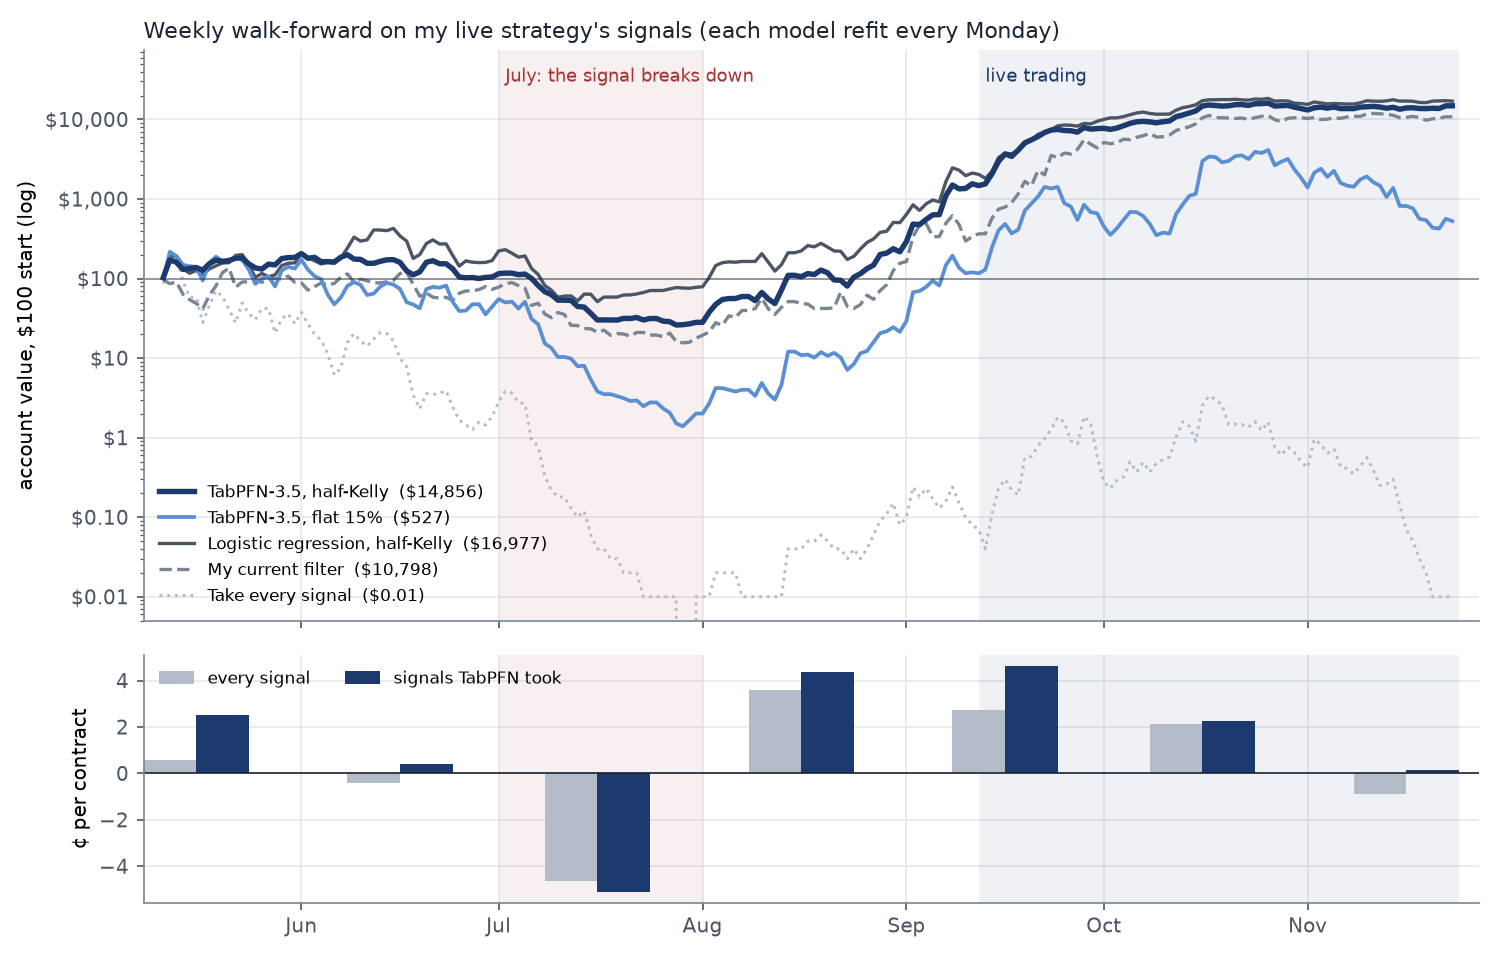 Weekly walk-forward on my live strategy's signals (each model refit every Monday)
July: the signal breaks down
live trading
account value, $100 start (log)
$10,000
$1,000
$100
$10
$1
$0.10
$0.01
TabPFN-3.5, half-Kelly ($14,856)
TabPFN-3.5, flat 15% ($527)
Logistic regression, half-Kelly ($16,977)
My current filter ($10,798)
Take every signal ($0.01)
every signal
signals TabPFN took
¢ per contract
4
2
0
−2
−4
Jun
Jul
Aug
Sep
Oct
Nov